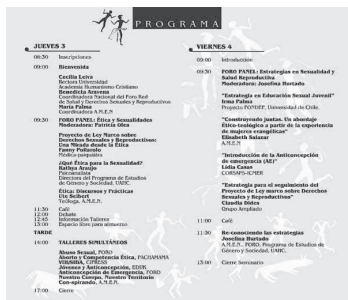 PROGRAMA
JUEVES 3
08:30 Inscripciones
09:00 Bienvenida
Cecilia Leiva
Rectora Universidad
Academia Humanismo Cristiano
Benedicta Aravena
Coordinadora Nacional del Foro Red
de Salud y Derechos Sexuales y Reproductivos
María Palma
Coordinadora A.M.E.N
09:30 FORO PANEL: Ética y Sexualidades
Moderadora: Patricia Olea
Proyecto de Ley Marco sobre
Derechos Sexuales y Reproductivos:
Una Mirada desde la Ética
Fanny Pollarolo
Médica-psiquiatra
¿Qué Ética para la Sexualidad?
Kathya Araujo
Psicoanalista
Directora del Programa de Estudios
de Género y Sociedad, UAHC.
Ética: Discursos y Prácticas
Ute Seibert
Teóloga, A.M.E.N.
11:30 Café
12:00 Debate
12:45 Información Talleres
13:00 Espacio libre para almuerzo
TARDE
14:00 TALLERES SIMULTÁNEOS
Abuso Sexual, FORO
Aborto y Competencia Ética, PACHAMAMA
VIH/SIDA, CIPRESS
Jóvenes y Anticoncepción, EDPK
Anticoncepción de Emergencia, FORO
Nuestro Cuerpo, Nuestro Territorio
Con-spirando, A.M.E.N
17:00 Cierre
VIERNES 4
09:00 Introducción
09:30 FORO PANEL: Estrategias en Sexualidad y
Salud Reproductiva
Moderadora: Josefina Hurtado
"Estrategia en Educación Sexual Juvenil"
Irma Palma
Proyecto FONDEF, Universidad de Chile.
"Construyendo juntas. Un abordaje
Ético-teológico a partir de la experiencia
de mujeres evangélicas"
Elizabeth Salazar
A.M.E.N
"Introducción de la Anticoncepción
de emergencia (AE)"
Lidia Casas
CORSAPS-ICMER
"Estrategia para el seguimiento del
Proyecto de Ley marco sobre Derechos
Sexuales y Reproductivos"
Claudia Dides
Grupo Ampliado
11:00 Café
11:30 Re-conociendo las estrategias
Josefina Hurtado
A.M.E.N., FORO, Programa de Estudios de
Género y Sociedad, UAHC.
13:00 Cierre Seminario